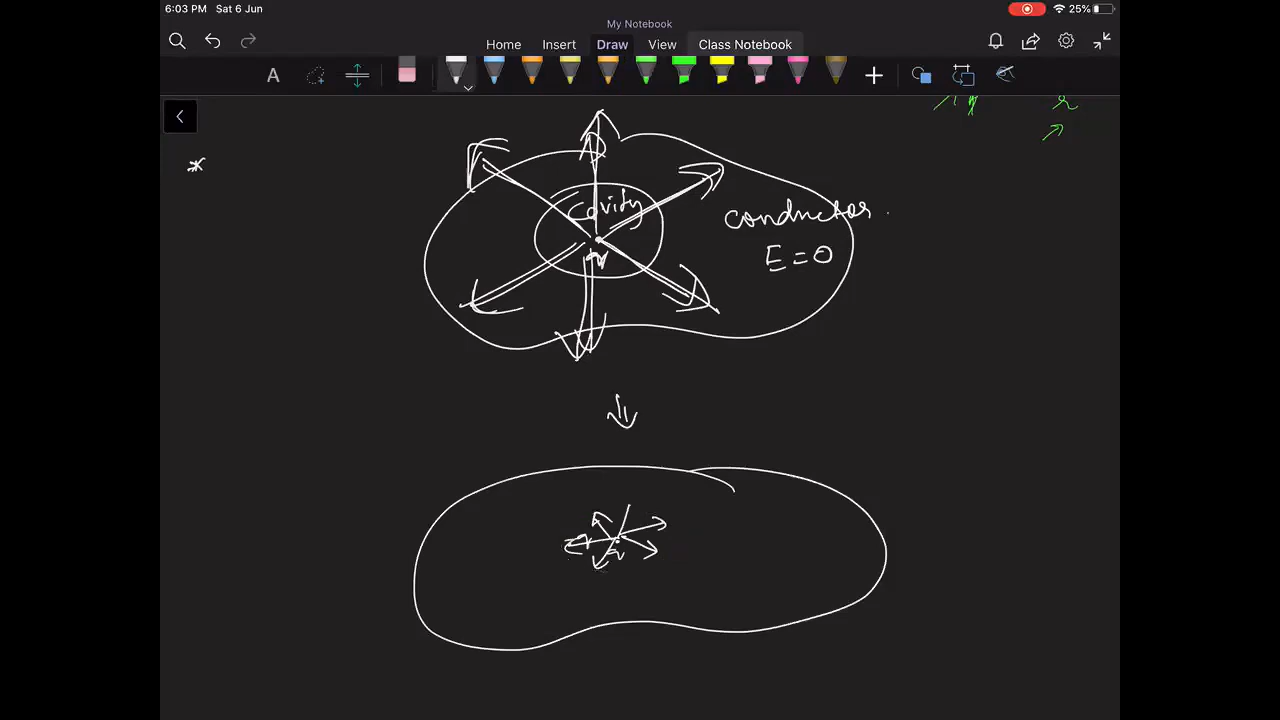 6:03 PM Sat 6 Jun
25%
My Notebook
Home Insert Draw View Class Notebook
A
*
Cavity
conductor.
E = 0
q
q